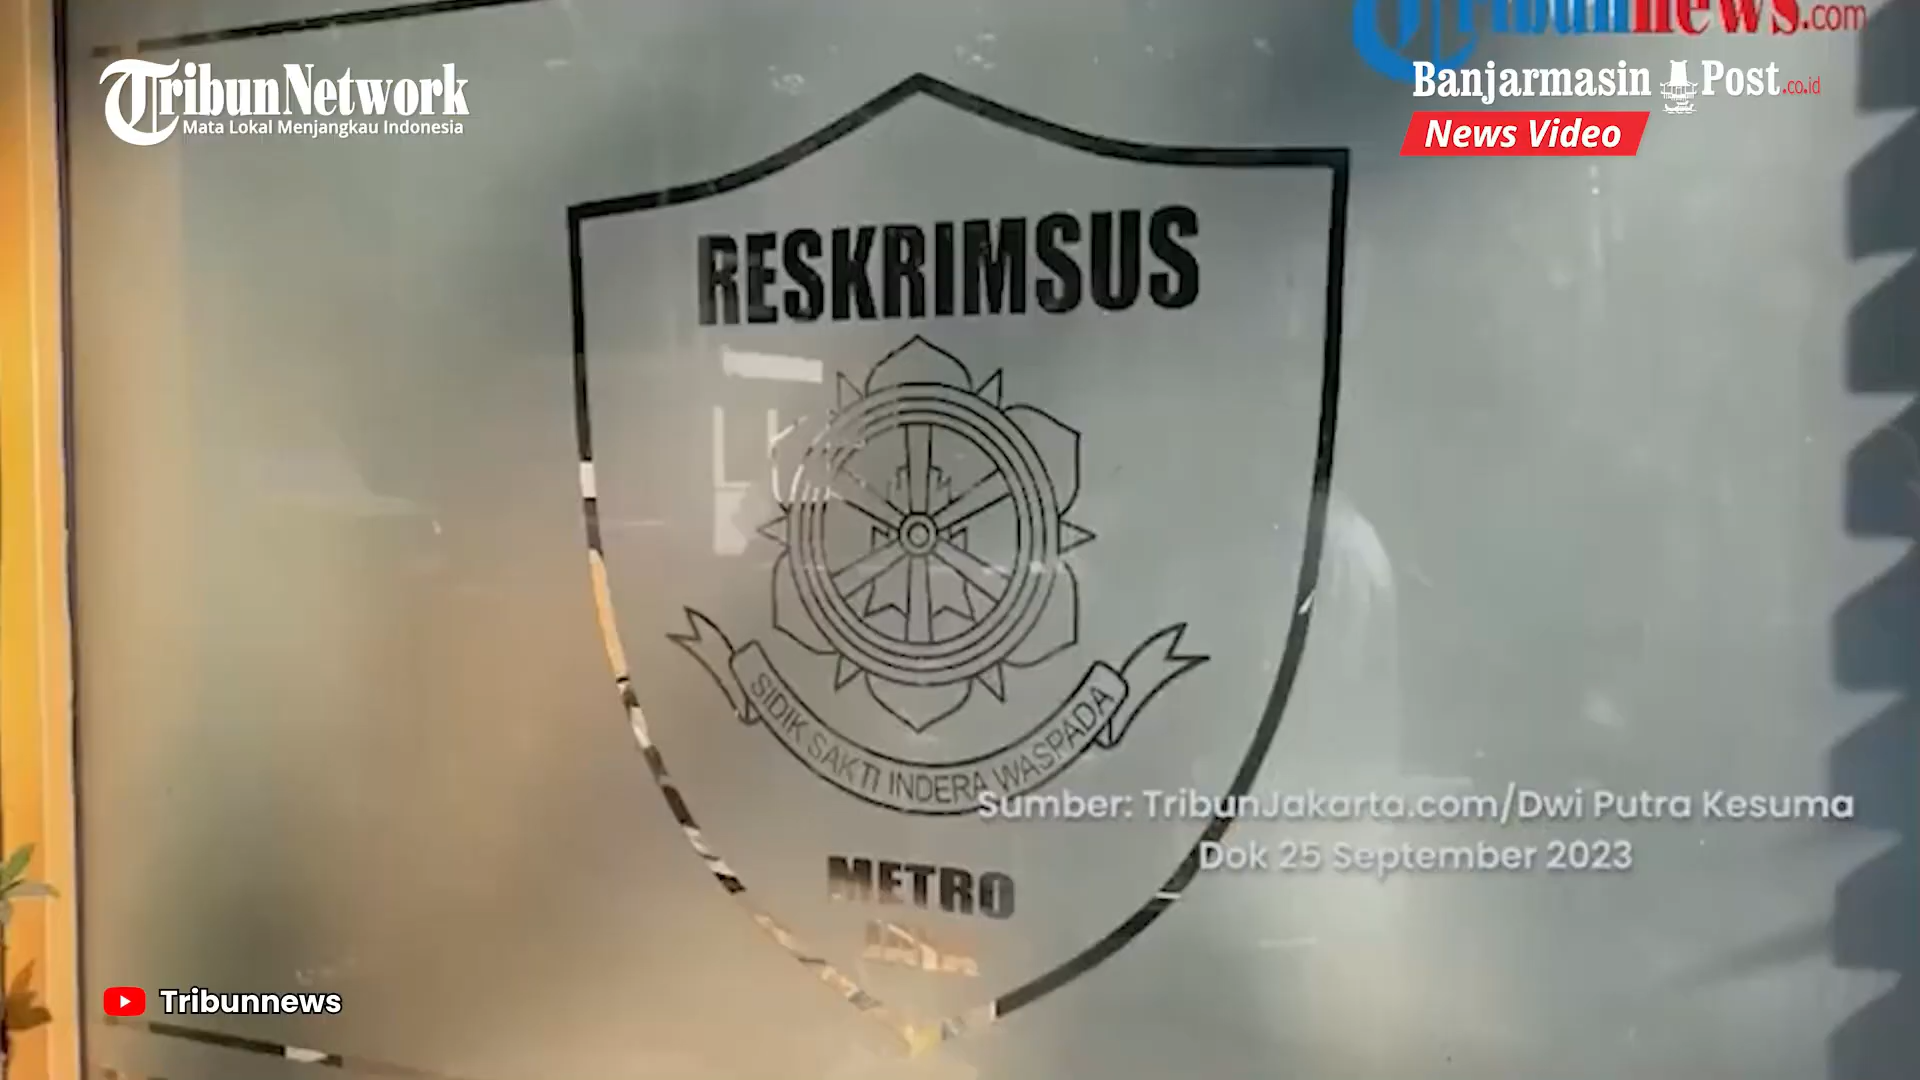 Tribunnews.com
TribunNetwork
Mata Lokal Menjangkau Indonesia
Banjarmasin Post.co.id
News Video
RESKRIMSUS
SIDIK SAKTI INDERA WASPADA
Sumber: TribunJakarta.com/Dwi Putra Kesuma
Dok 25 September 2023
METRO
Tribunnews